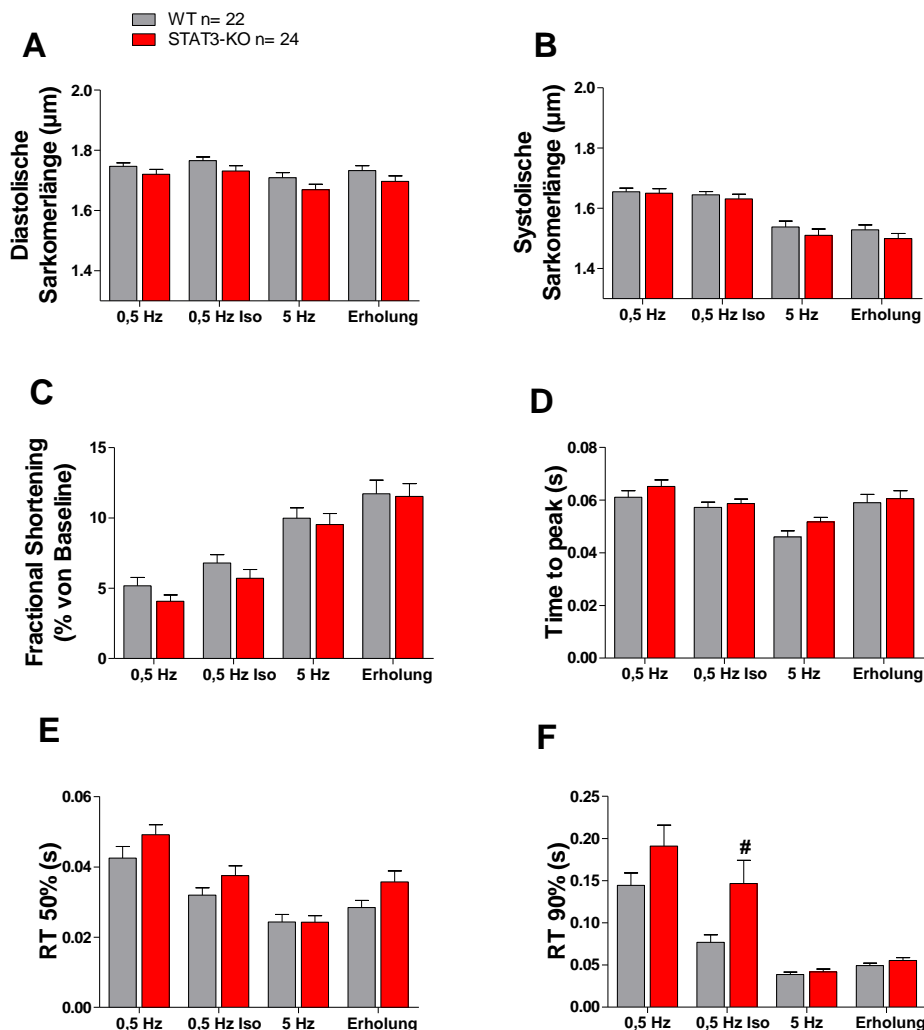 WT n= 22
STAT3-KO n= 24
A
Diastolische
Sarkomerlänge (µm)
2.0
1.8
1.6
1.4
0,5 Hz 0,5 Hz Iso 5 Hz Erholung
B
Systolische
Sarkomerlänge (µm)
2.0
1.8
1.6
1.4
0,5 Hz 0,5 Hz Iso 5 Hz Erholung
C
Fractional Shortening
(% von Baseline)
15
10
5
0
0,5 Hz 0,5 Hz Iso 5 Hz Erholung
D
Time to peak (s)
0.08
0.06
0.04
0.02
0.00
0,5 Hz 0,5 Hz Iso 5 Hz Erholung
E
RT 50% (s)
0.06
0.04
0.02
0.00
0,5 Hz 0,5 Hz Iso 5 Hz Erholung
F
RT 90% (s)
0.25
0.20
0.15
0.10
0.05
0.00
#
0,5 Hz 0,5 Hz Iso 5 Hz Erholung